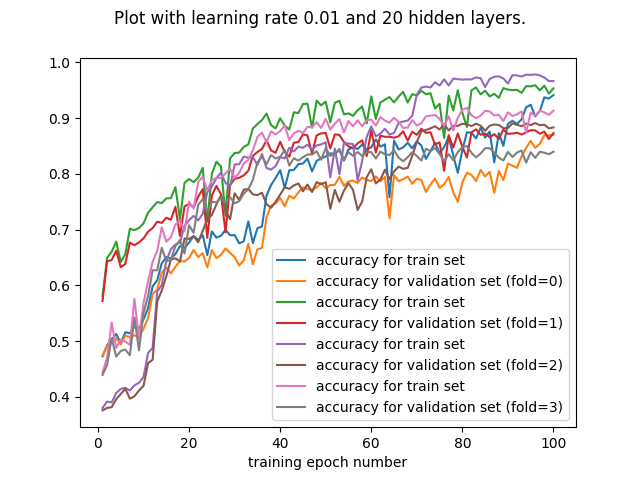 Plot with learning rate 0.01 and 20 hidden layers.
1.0
0.9
0.8
0.7
0.6
0.5
0.4
accuracy for train set
accuracy for validation set (fold=0)
accuracy for train set
accuracy for validation set (fold=1)
accuracy for train set
accuracy for validation set (fold=2)
accuracy for train set
accuracy for validation set (fold=3)
0 20 40 60 80 100
training epoch number